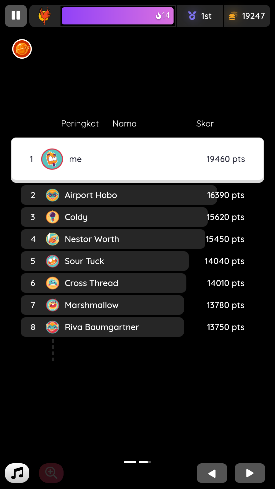 4
1st
19247
Peringkat Nama Skor
1 me 19460 pts
2 Airport Hobo 16390 pts
3 Coldy 15620 pts
4 Nestor Worth 15450 pts
5 Sour Tuck 14040 pts
6 Cross Thread 14010 pts
7 Marshmallow 13780 pts
8 Riva Baumgartner 13750 pts